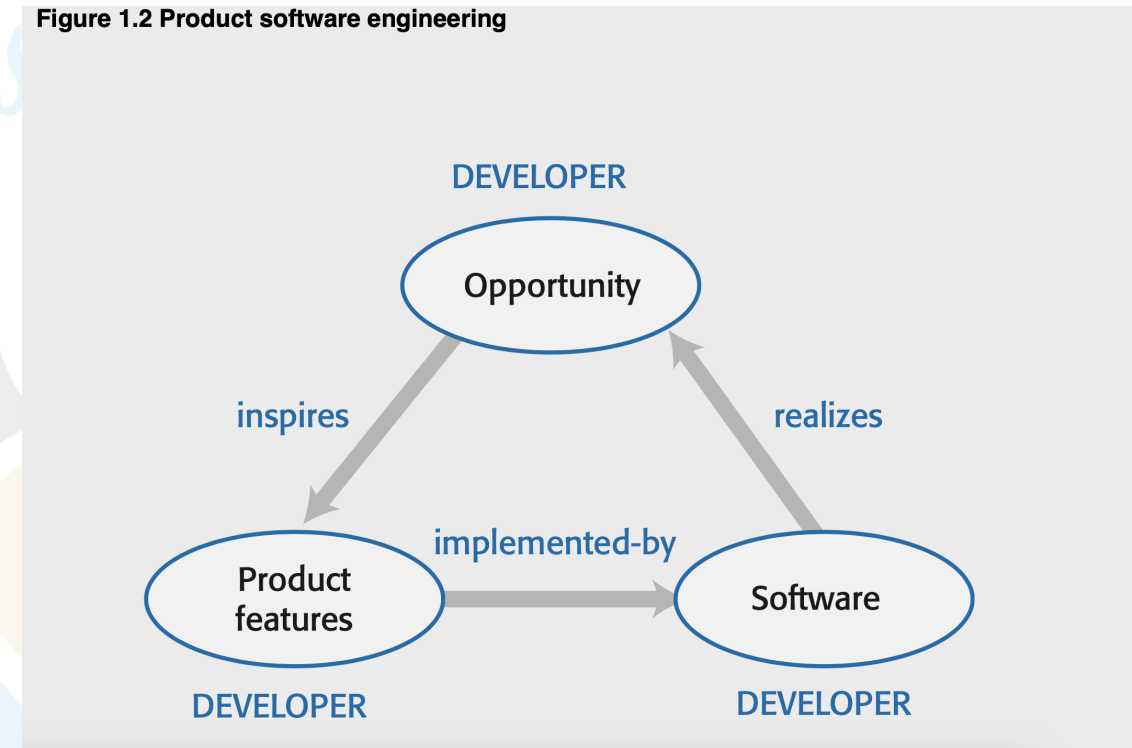 Figure 1.2 Product software engineering
DEVELOPER
Opportunity
inspires
realizes
implemented-by
Product
features
Software
DEVELOPER
DEVELOPER